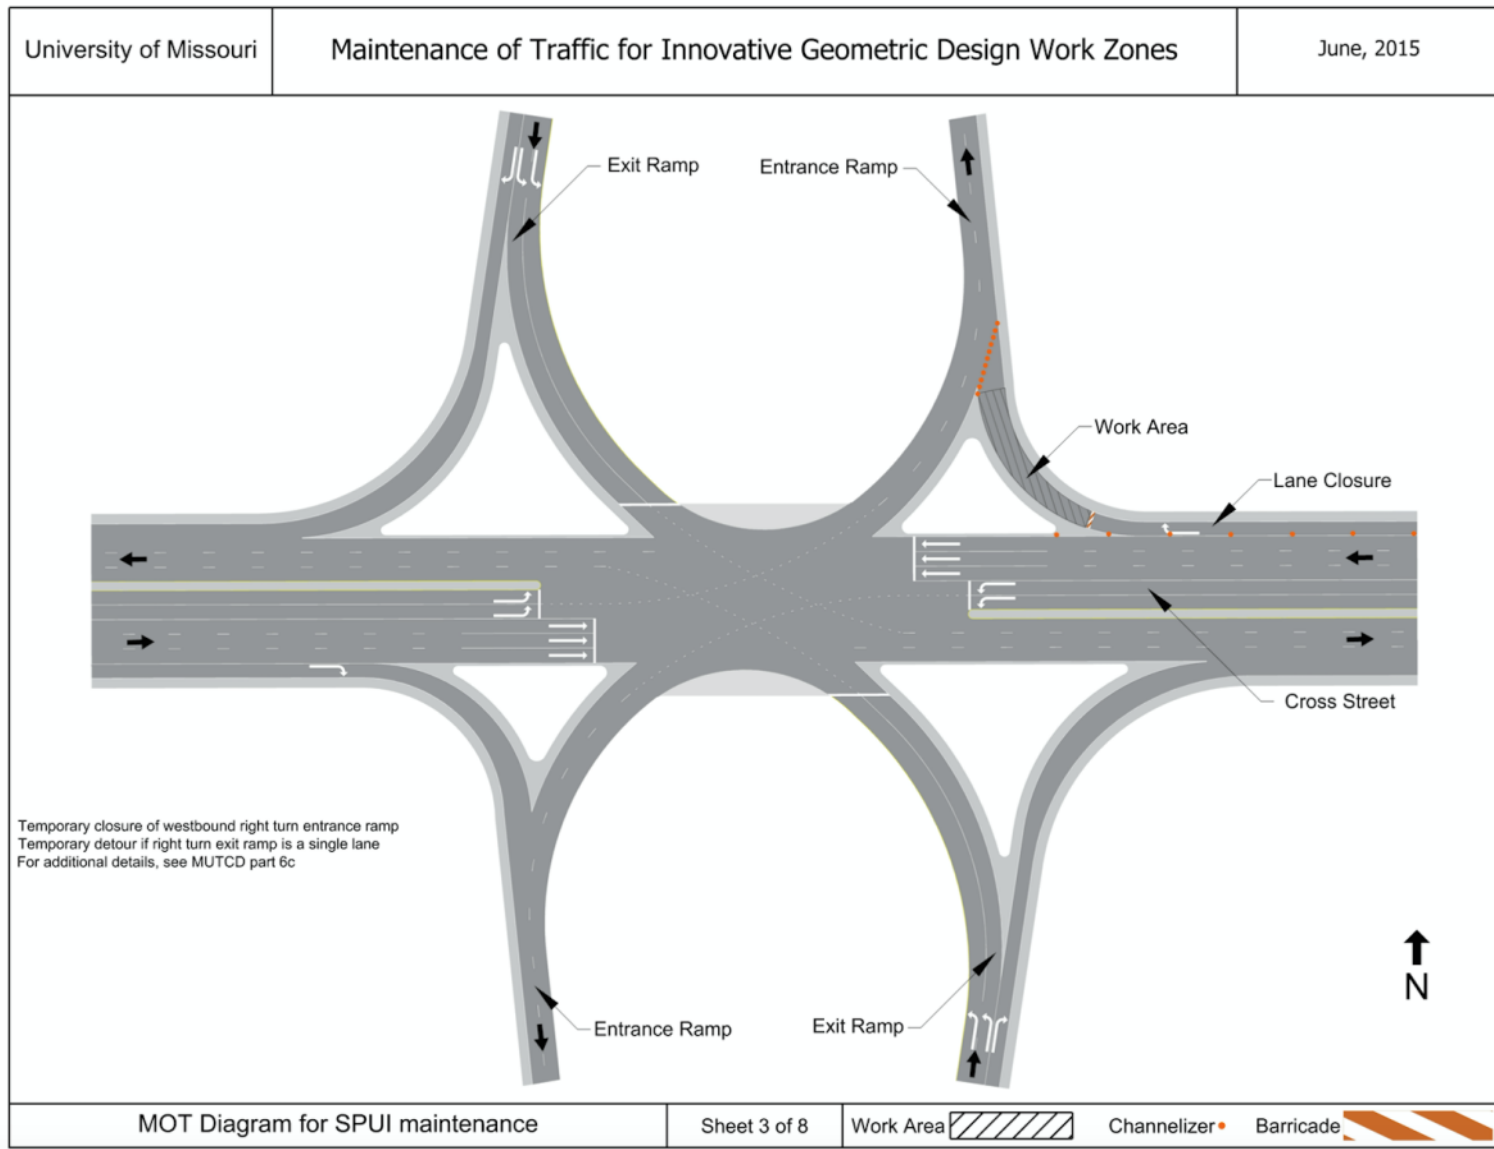 University of Missouri
Maintenance of Traffic for Innovative Geometric Design Work Zones
June, 2015
Exit Ramp
Entrance Ramp
Work Area
Lane Closure
Cross Street
Temporary closure of westbound right turn entrance ramp
Temporary detour if right turn exit ramp is a single lane
For additional details, see MUTCD part 6c
N
Entrance Ramp
Exit Ramp
MOT Diagram for SPUI maintenance
Sheet 3 of 8
Work Area
Channelizer
Barricade